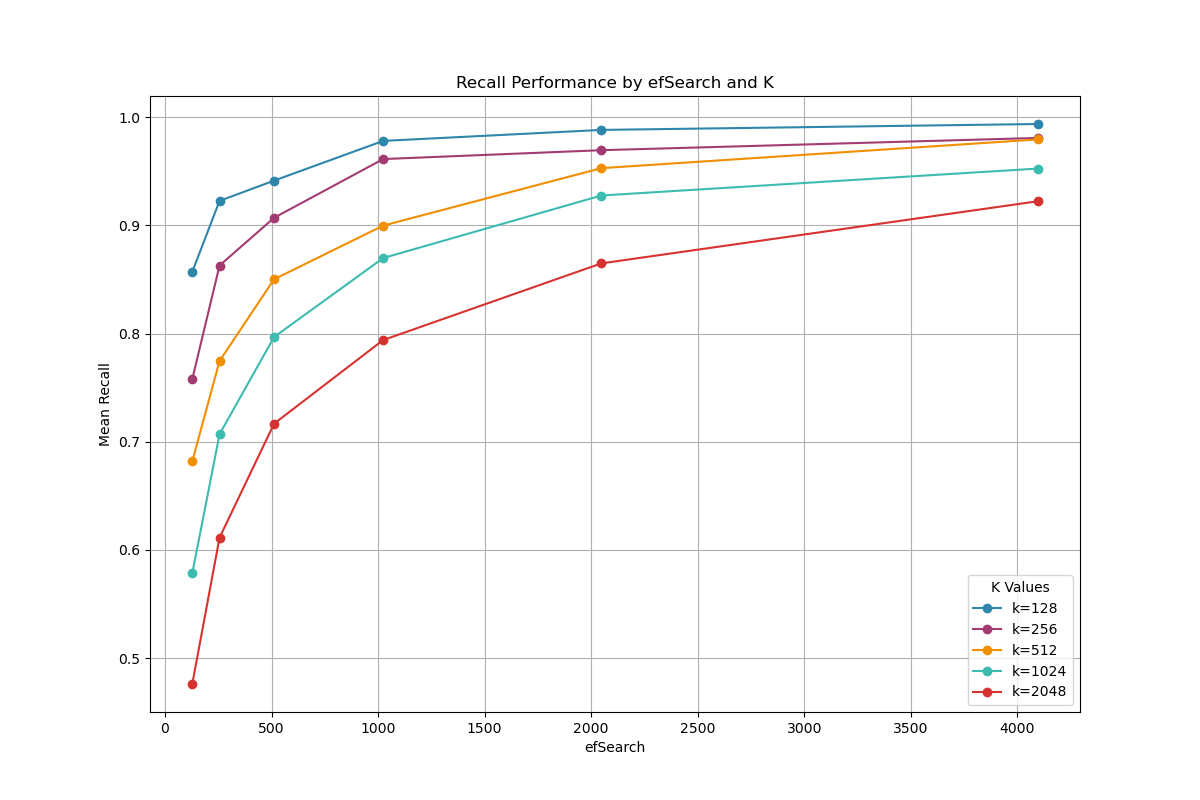 Recall Performance by efSearch and K
1.0
0.9
0.8
0.7
0.6
0.5
Mean Recall
0 500 1000 1500 2000 2500 3000 3500 4000
efSearch
K Values
k=128
k=256
k=512
k=1024
k=2048